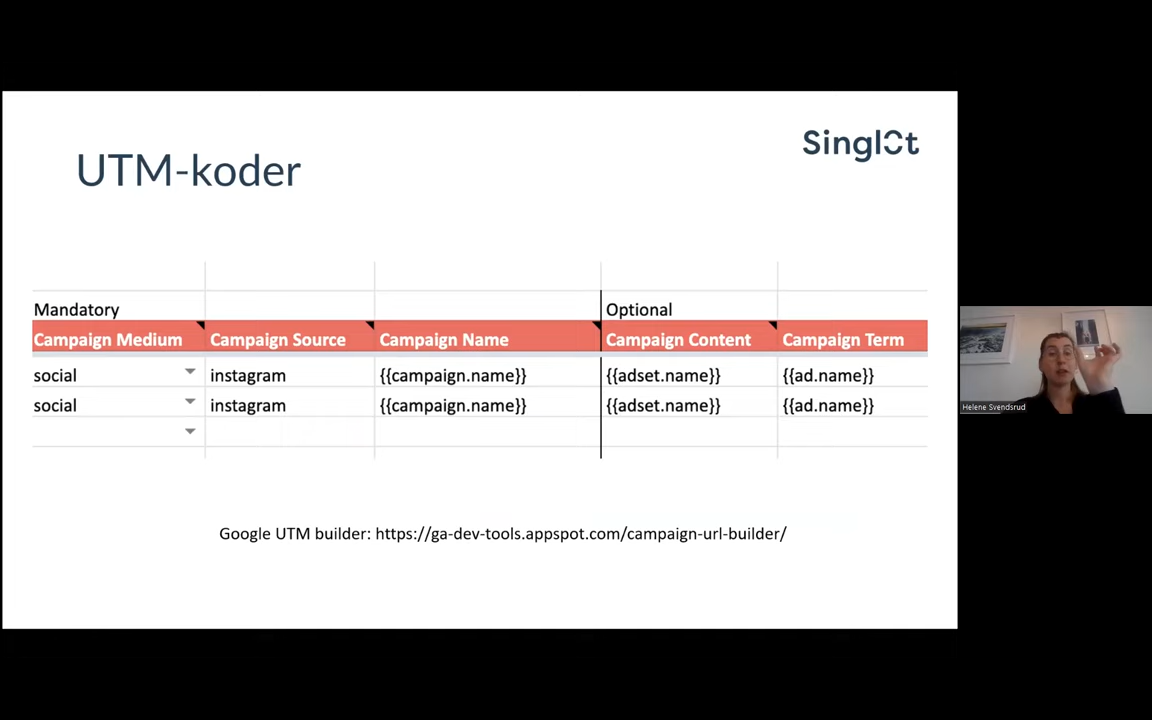 Singlot
UTM-koder
Mandatory Optional
Campaign Medium Campaign Source Campaign Name Campaign Content Campaign Term
social instagram {{campaign.name}} {{adset.name}} {{ad.name}}
social instagram {{campaign.name}} {{adset.name}} {{ad.name}}
Google UTM builder: https://ga-dev-tools.appspot.com/campaign-url-builder/
Helene Svendsrud